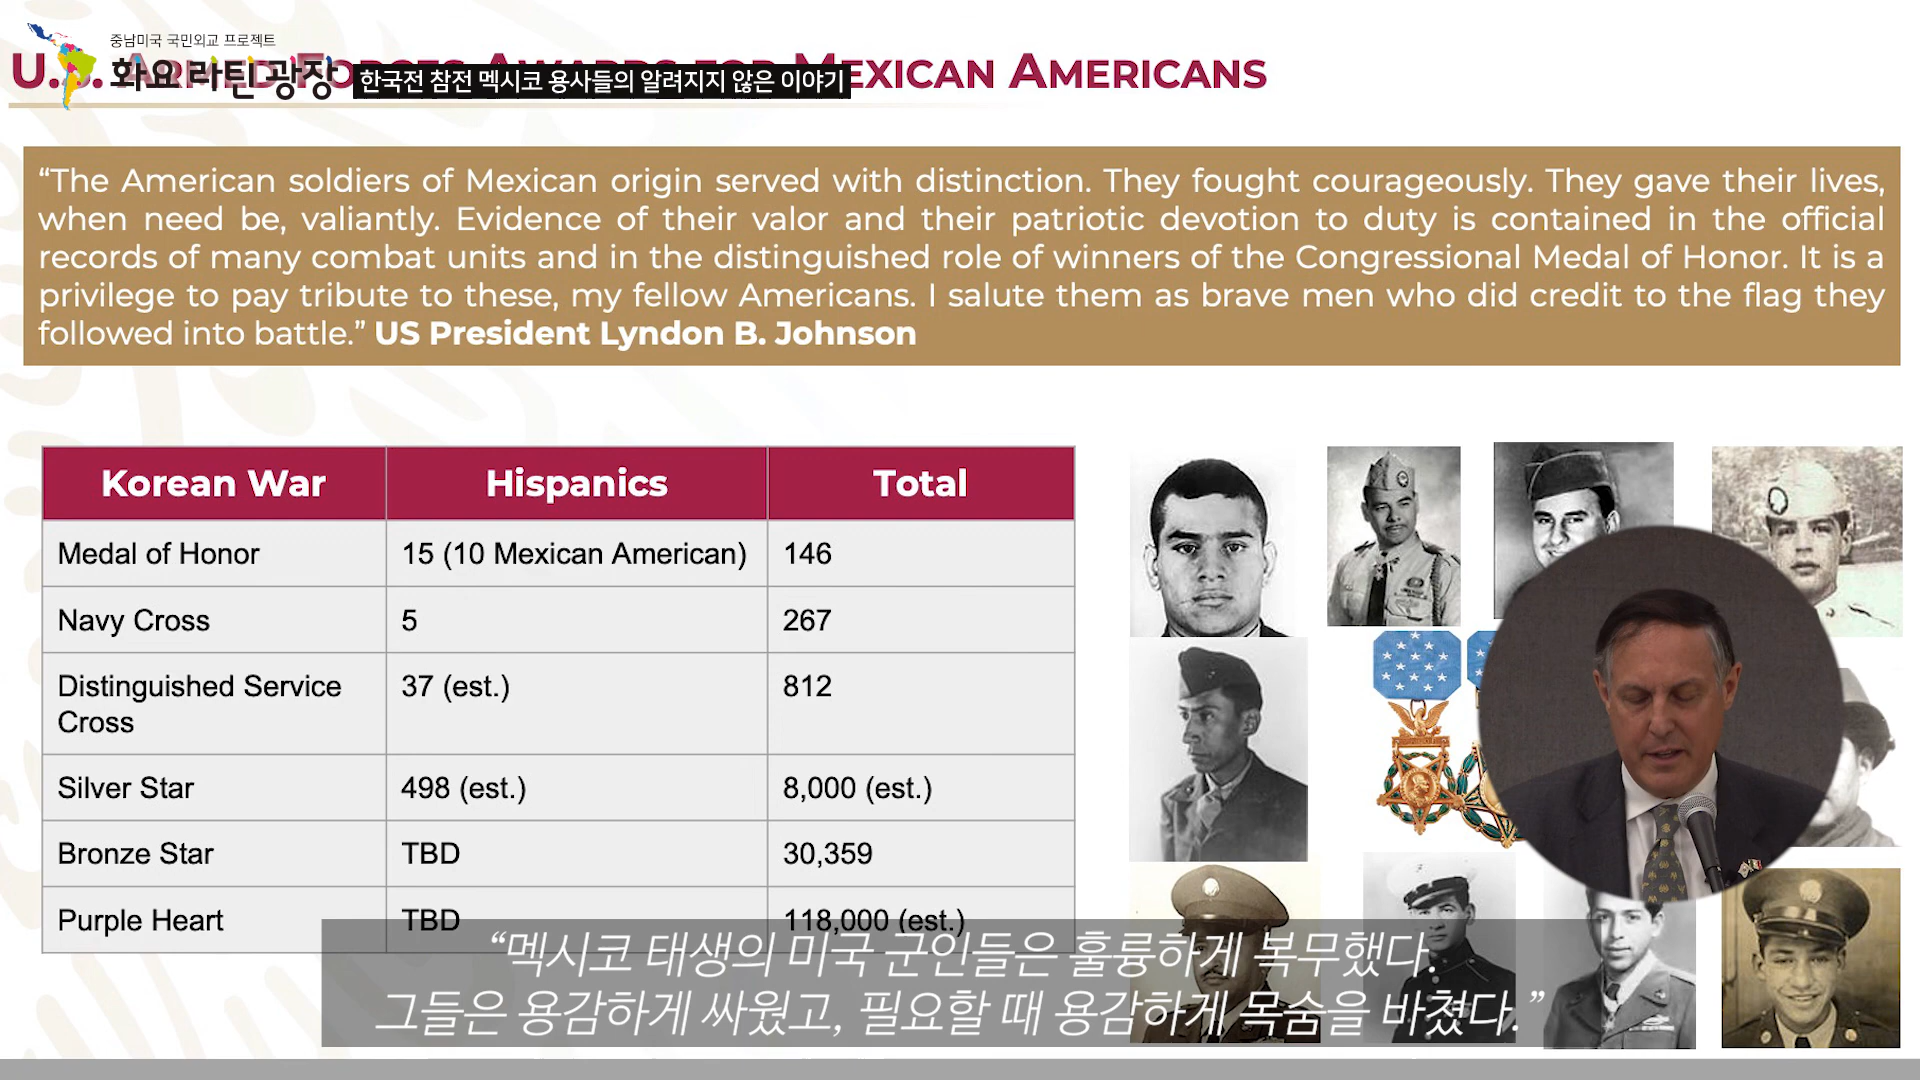 중남미국 국민외교 프로젝트
화요 라틴광장
한국전 참전 멕시코 용사들의 알려지지 않은 이야기
U.S. ARMED FORCES AWARDS FOR MEXICAN AMERICANS
“The American soldiers of Mexican origin served with distinction. They fought courageously. They gave their lives,
when need be, valiantly. Evidence of their valor and their patriotic devotion to duty is contained in the official
records of many combat units and in the distinguished role of winners of the Congressional Medal of Honor. It is a
privilege to pay tribute to these, my fellow Americans. I salute them as brave men who did credit to the flag they
followed into battle.” US President Lyndon B. Johnson
Korean War Hispanics Total
Medal of Honor 15 (10 Mexican American) 146
Navy Cross 5 267
Distinguished Service 37 (est.) 812
Cross
Silver Star 498 (est.) 8,000 (est.)
Bronze Star TBD 30,359
Purple Heart TBD 118,000 (est.)
“멕시코 태생의 미국 군인들은 훌륭하게 복무했다.
그들은 용감하게 싸웠고, 필요할 때 용감하게 목숨을 바쳤다.”